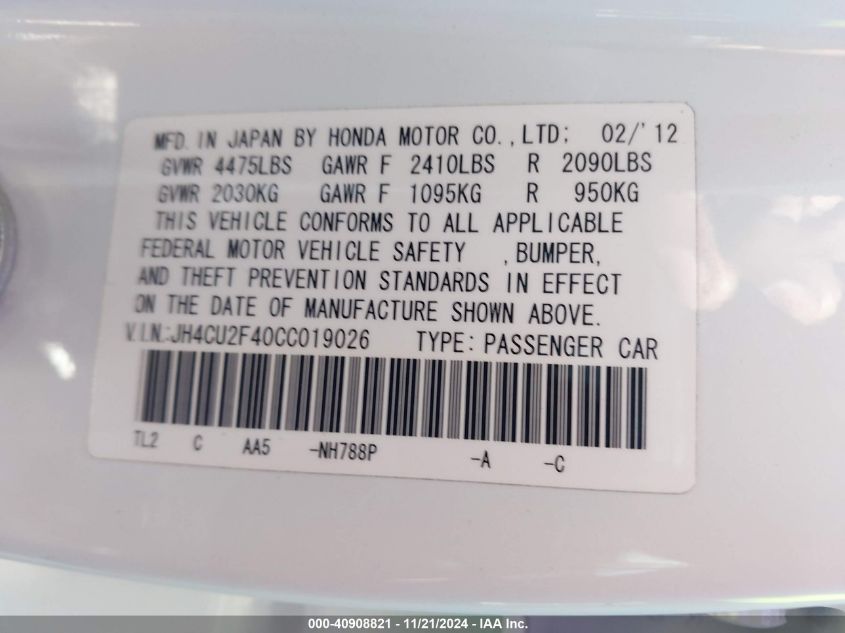 MFD. IN JAPAN BY HONDA MOTOR CO.,LTD; 02/'12
GVWR 4475LBS GAWR F 2410LBS R 2090LBS
GVWR 2030KG GAWR F 1095KG R 950KG
THIS VEHICLE CONFORMS TO ALL APPLICABLE
FEDERAL MOTOR VEHICLE SAFETY ,BUMPER,
AND THEFT PREVENTION STANDARDS IN EFFECT
ON THE DATE OF MANUFACTURE SHOWN ABOVE.
V.I.N.:JH4CU2F40CC019026 TYPE:PASSENGER CAR
TL2 C AA5 -NH788P -A -C
000-40908821 - 11/21/2024 - IAA Inc.